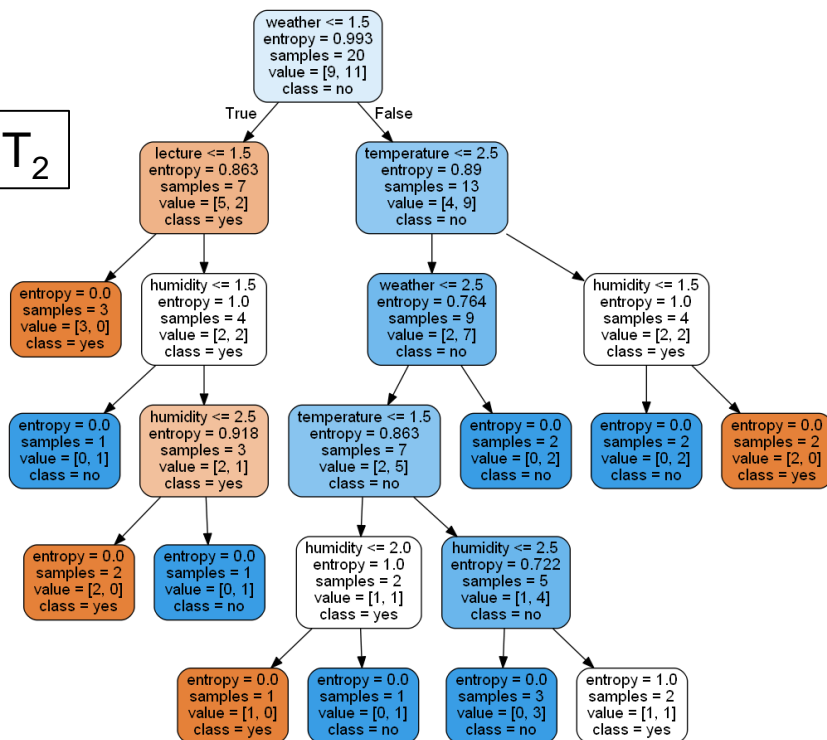 weather <= 1.5
entropy = 0.993
samples = 20
value = [9, 11]
class = no
True
False
T₂
lecture <= 1.5
entropy = 0.863
samples = 7
value = [5, 2]
class = yes
temperature <= 2.5
entropy = 0.89
samples = 13
value = [4, 9]
class = no
entropy = 0.0
samples = 3
value = [3, 0]
class = yes
humidity <= 1.5
entropy = 1.0
samples = 4
value = [2, 2]
class = yes
weather <= 2.5
entropy = 0.764
samples = 9
value = [2, 7]
class = no
humidity <= 1.5
entropy = 1.0
samples = 4
value = [2, 2]
class = yes
entropy = 0.0
samples = 1
value = [0, 1]
class = no
humidity <= 2.5
entropy = 0.918
samples = 3
value = [2, 1]
class = yes
temperature <= 1.5
entropy = 0.863
samples = 7
value = [2, 5]
class = no
entropy = 0.0
samples = 2
value = [0, 2]
class = no
entropy = 0.0
samples = 2
value = [0, 2]
class = no
entropy = 0.0
samples = 2
value = [2, 0]
class = yes
entropy = 0.0
samples = 2
value = [2, 0]
class = yes
entropy = 0.0
samples = 1
value = [0, 1]
class = no
humidity <= 2.0
entropy = 1.0
samples = 2
value = [1, 1]
class = yes
humidity <= 2.5
entropy = 0.722
samples = 5
value = [1, 4]
class = no
entropy = 0.0
samples = 1
value = [1, 0]
class = yes
entropy = 0.0
samples = 1
value = [0, 1]
class = no
entropy = 0.0
samples = 3
value = [0, 3]
class = no
entropy = 1.0
samples = 2
value = [1, 1]
class = yes